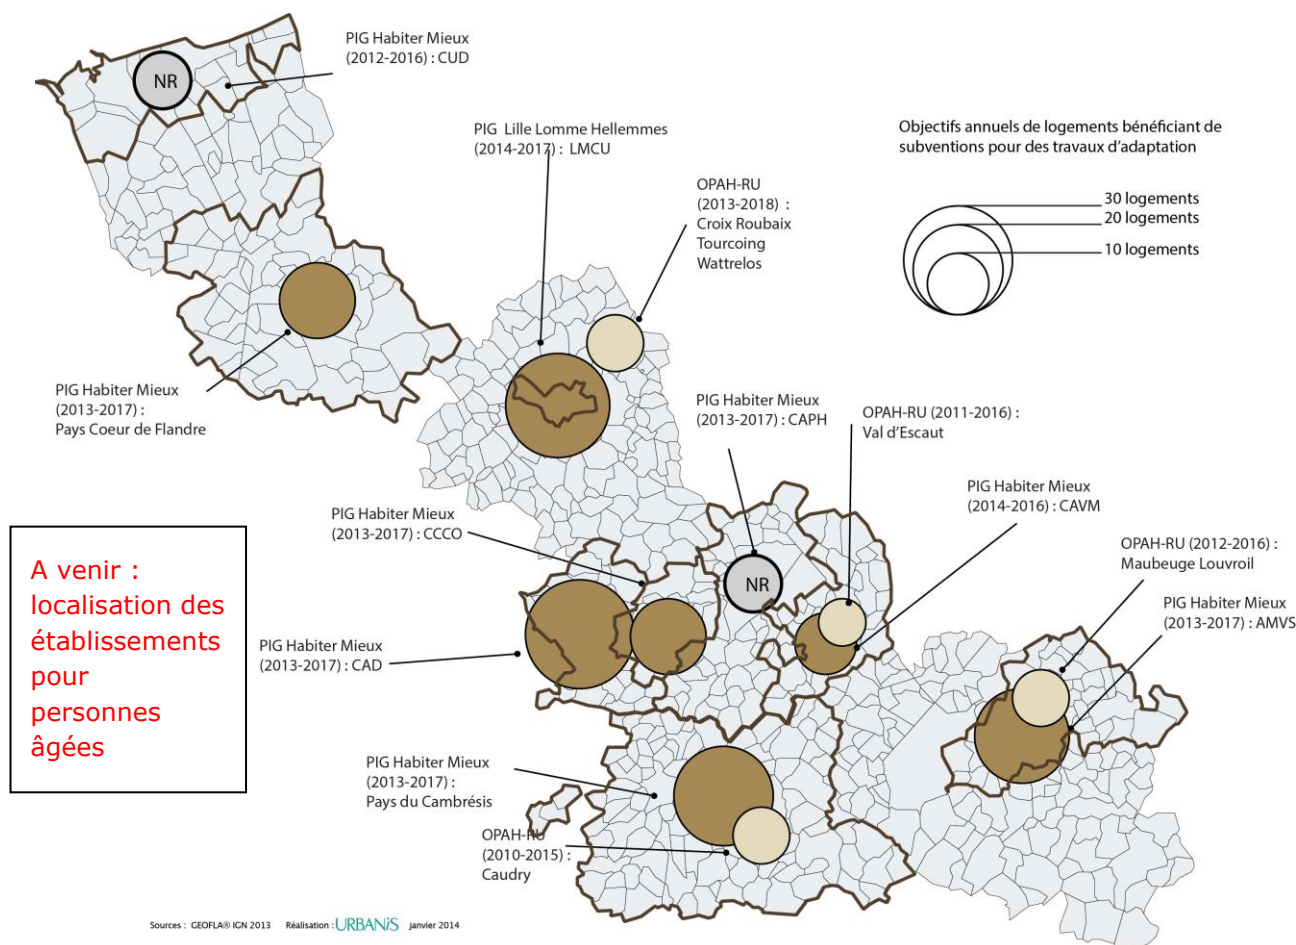 PIG Habiter Mieux
(2012-2016) : CUD
NR
PIG Lille Lomme Hellemmes
(2014-2017) : LMCU
OPAH-RU
(2013-2018) :
Croix Roubaix
Tourcoing
Wattrelos
Objectifs annuels de logements bénéficiant de
subventions pour des travaux d'adaptation
30 logements
20 logements
10 logements
PIG Habiter Mieux
(2013-2017) :
Pays Coeur de Flandre
PIG Habiter Mieux
(2013-2017) : CAPH
OPAH-RU (2011-2016) :
Val d'Escaut
PIG Habiter Mieux
(2014-2016) : CAVM
PIG Habiter Mieux
(2013-2017) : CCCO
OPAH-RU (2012-2016) :
Maubeuge Louvroil
PIG Habiter Mieux
(2013-2017) : AMVS
NR
A venir :
localisation des
établissements
pour
personnes
âgées
PIG Habiter Mieux
(2013-2017) : CAD
PIG Habiter Mieux
(2013-2017) :
Pays du Cambrésis
OPAH-RU
(2010-2015) :
Caudry
Sources : GEOFLA® IGN 2013 Réalisation : URBANiS janvier 2014